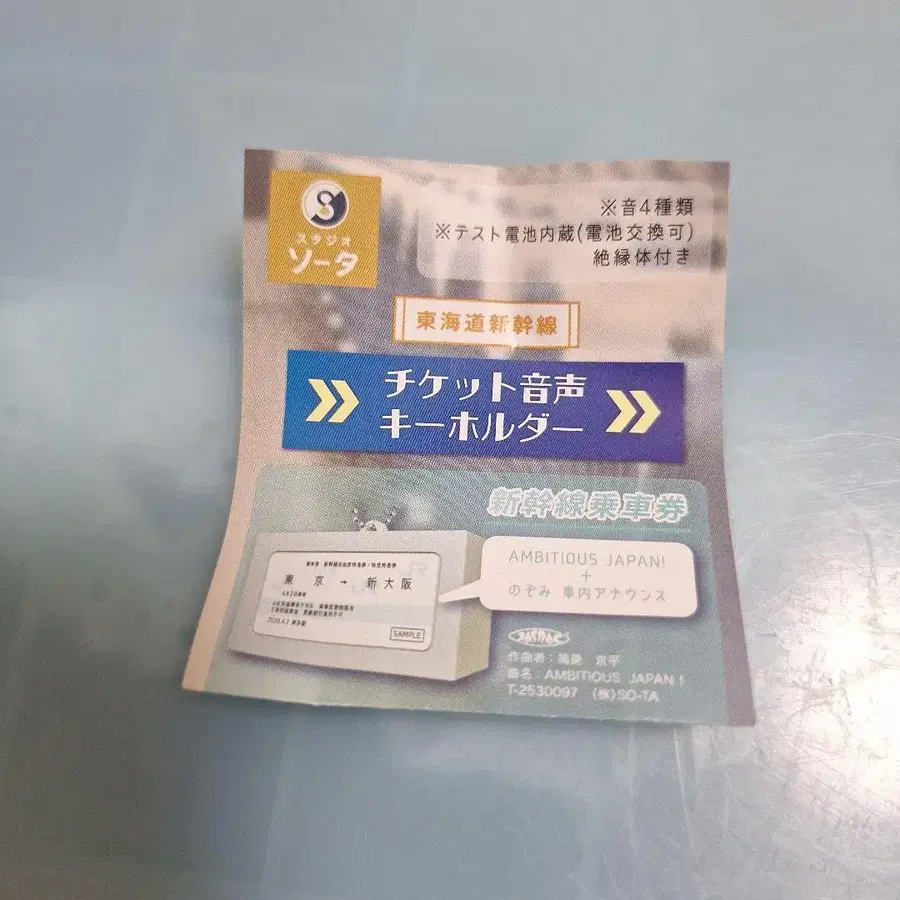 S
スタジオ
ソータ
※音4種類
※テスト電池内蔵(電池交換可)
絶縁体付き
東海道新幹線
チケット音声
キーホルダー
新幹線乗車券
東 京 → 新大阪
SAMPLE
AMBITIOUS JAPAN!
+
のぞみ 車内アナウンス
JASRAC
作曲者:筒美 京平
曲名:AMBITIOUS JAPAN!
T-2530097 (株)SO-TA